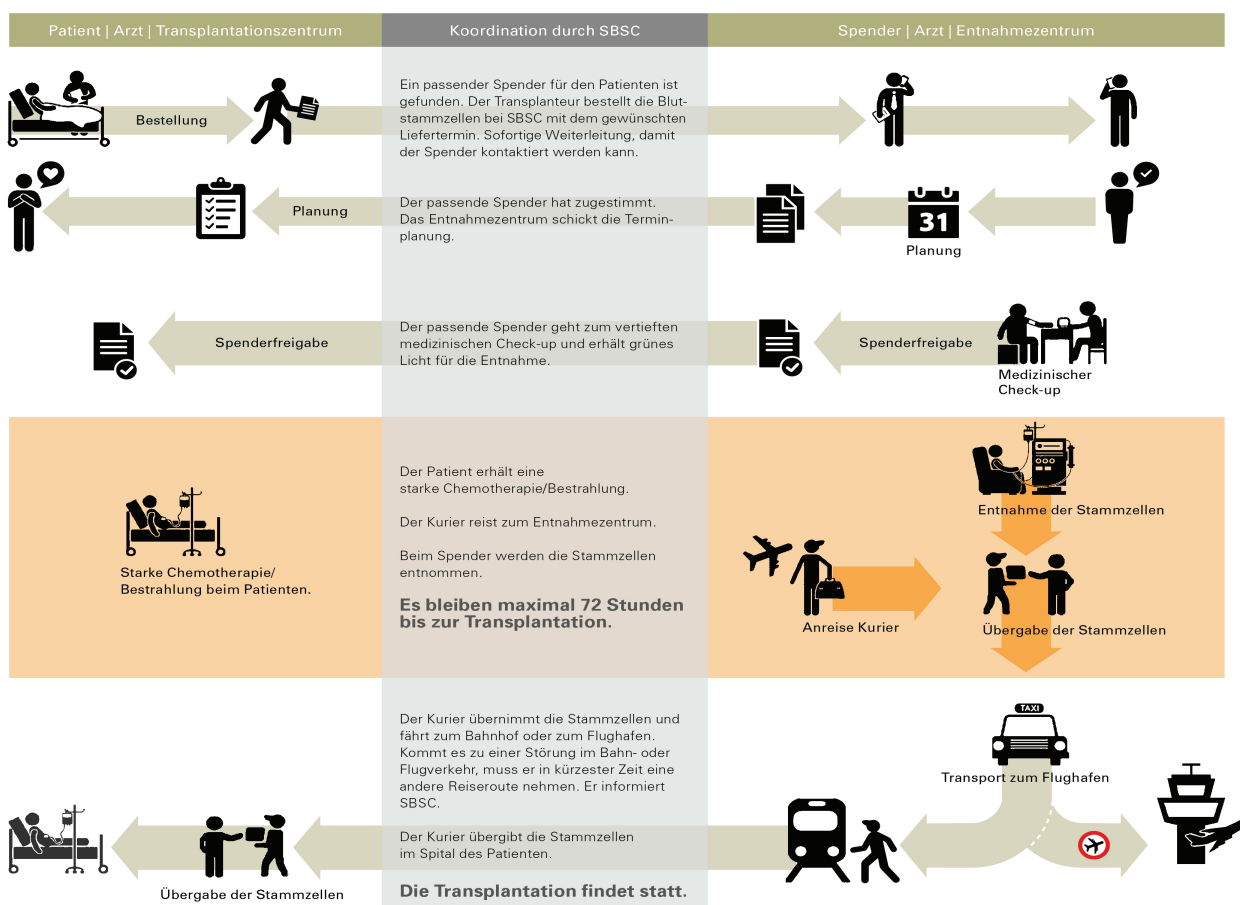 Patient | Arzt | Transplantationszentrum
Koordination durch SBSC
Spender | Arzt | Entnahmezentrum
Bestellung
Ein passender Spender für den Patienten ist
gefunden. Der Transplanteur bestellt die Blut-
stammzellen bei SBSC mit dem gewünschten
Liefertermin. Sofortige Weiterleitung, damit
der Spender kontaktiert werden kann.
Planung
Der passende Spender hat zugestimmt.
Das Entnahmezentrum schickt die Termin-
planung.
31
Planung
Spenderfreigabe
Der passende Spender geht zum vertieften
medizinischen Check-up und erhält grünes
Licht für die Entnahme.
Spenderfreigabe
Medizinischer
Check-up
Starke Chemotherapie/
Bestrahlung beim Patienten.
Der Patient erhält eine
starke Chemotherapie/Bestrahlung.
Der Kurier reist zum Entnahmezentrum.
Beim Spender werden die Stammzellen
entnommen.
Es bleiben maximal 72 Stunden
bis zur Transplantation.
Entnahme der Stammzellen
Anreise Kurier
Übergabe der Stammzellen
Der Kurier übernimmt die Stammzellen und
fährt zum Bahnhof oder zum Flughafen.
Kommt es zu einer Störung im Bahn- oder
Flugverkehr, muss er in kürzester Zeit eine
andere Reiseroute nehmen. Er informiert
SBSC.
Der Kurier übergibt die Stammzellen
im Spital des Patienten.
Die Transplantation findet statt.
TAXI
Transport zum Flughafen
Übergabe der Stammzellen